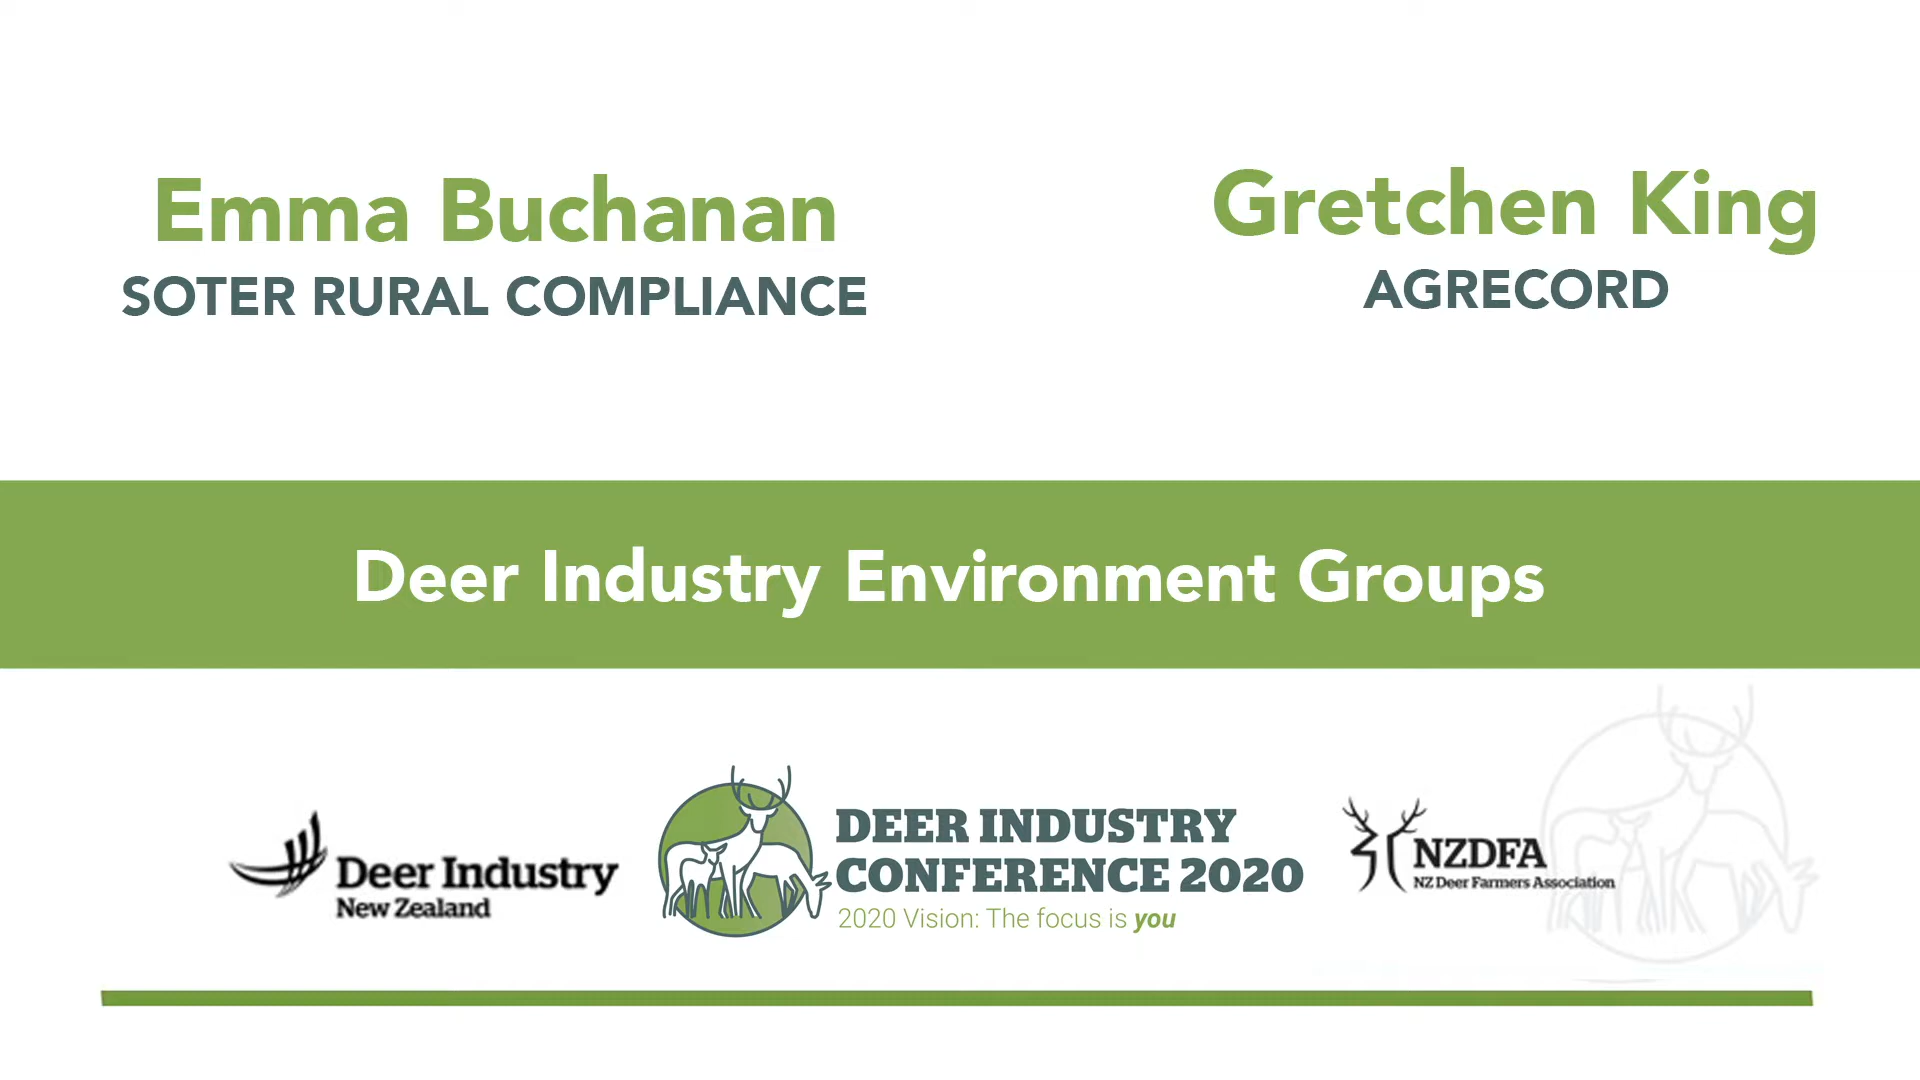 Emma Buchanan
SOTER RURAL COMPLIANCE
Gretchen King
AGRECORD
Deer Industry Environment Groups
Deer Industry
New Zealand
DEER INDUSTRY
CONFERENCE 2020
2020 Vision: The focus is you
NZDFA
NZ Deer Farmers Association